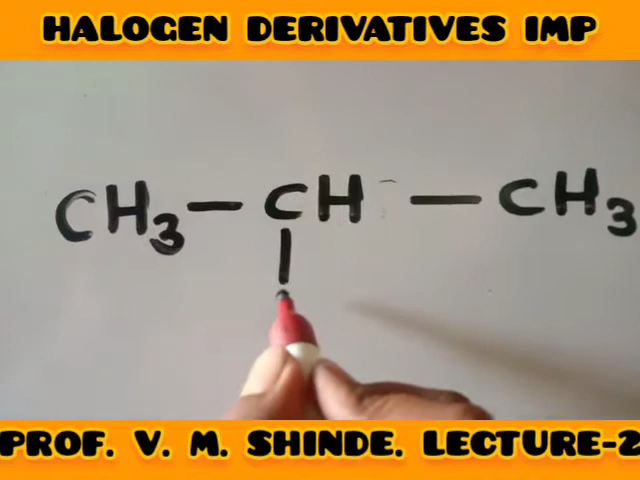 HALOGEN DERIVATIVES IMP
CH₃ — CH — CH₃
|
PROF. V. M. SHINDE. LECTURE-2